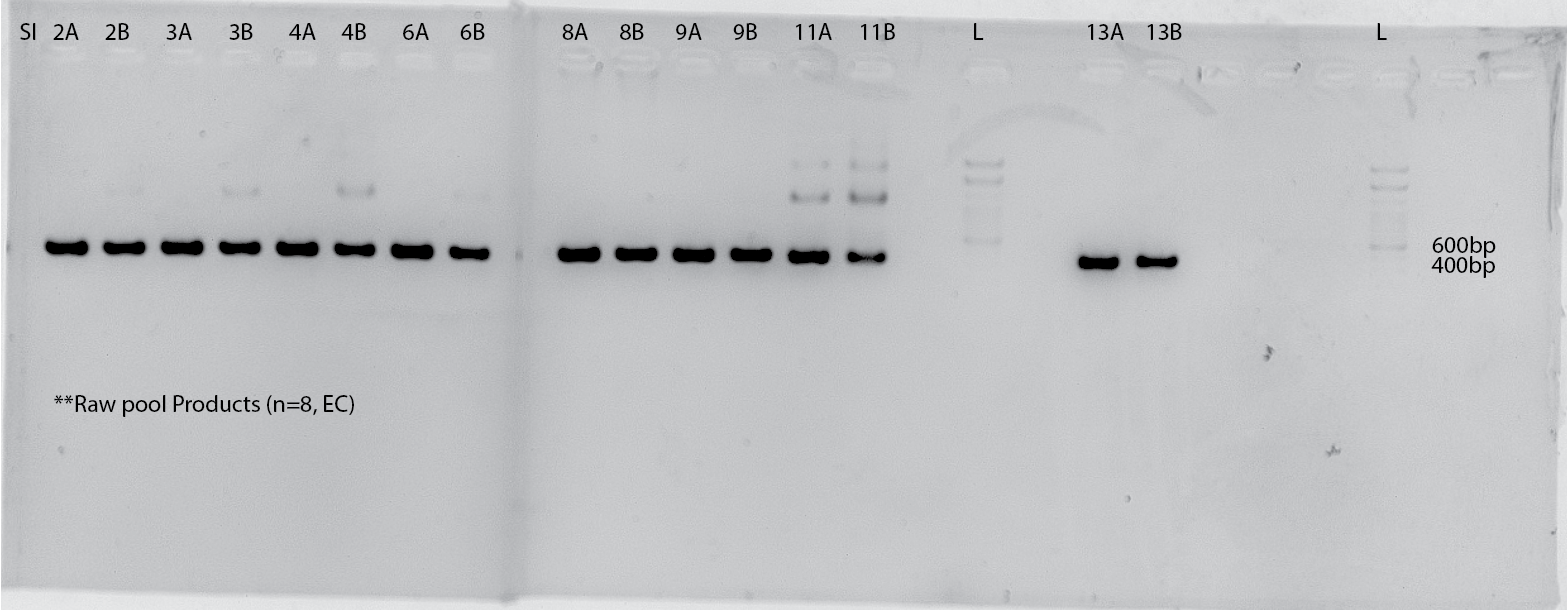 SI 2A 2B 3A 3B 4A 4B 6A 6B 8A 8B 9A 9B 11A 11B L 13A 13B L
600bp
400bp
**Raw pool Products (n=8, EC)